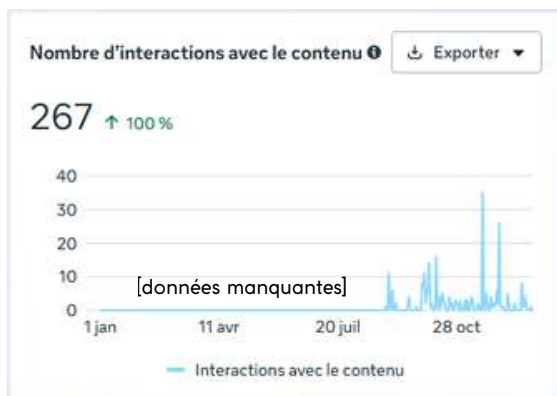 Nombre d'interactions avec le contenu
Exporter
267 ↑ 100 %
40
30
20
10
[données manquantes]
0
1 jan 11 avr 20 juil 28 oct
Interactions avec le contenu